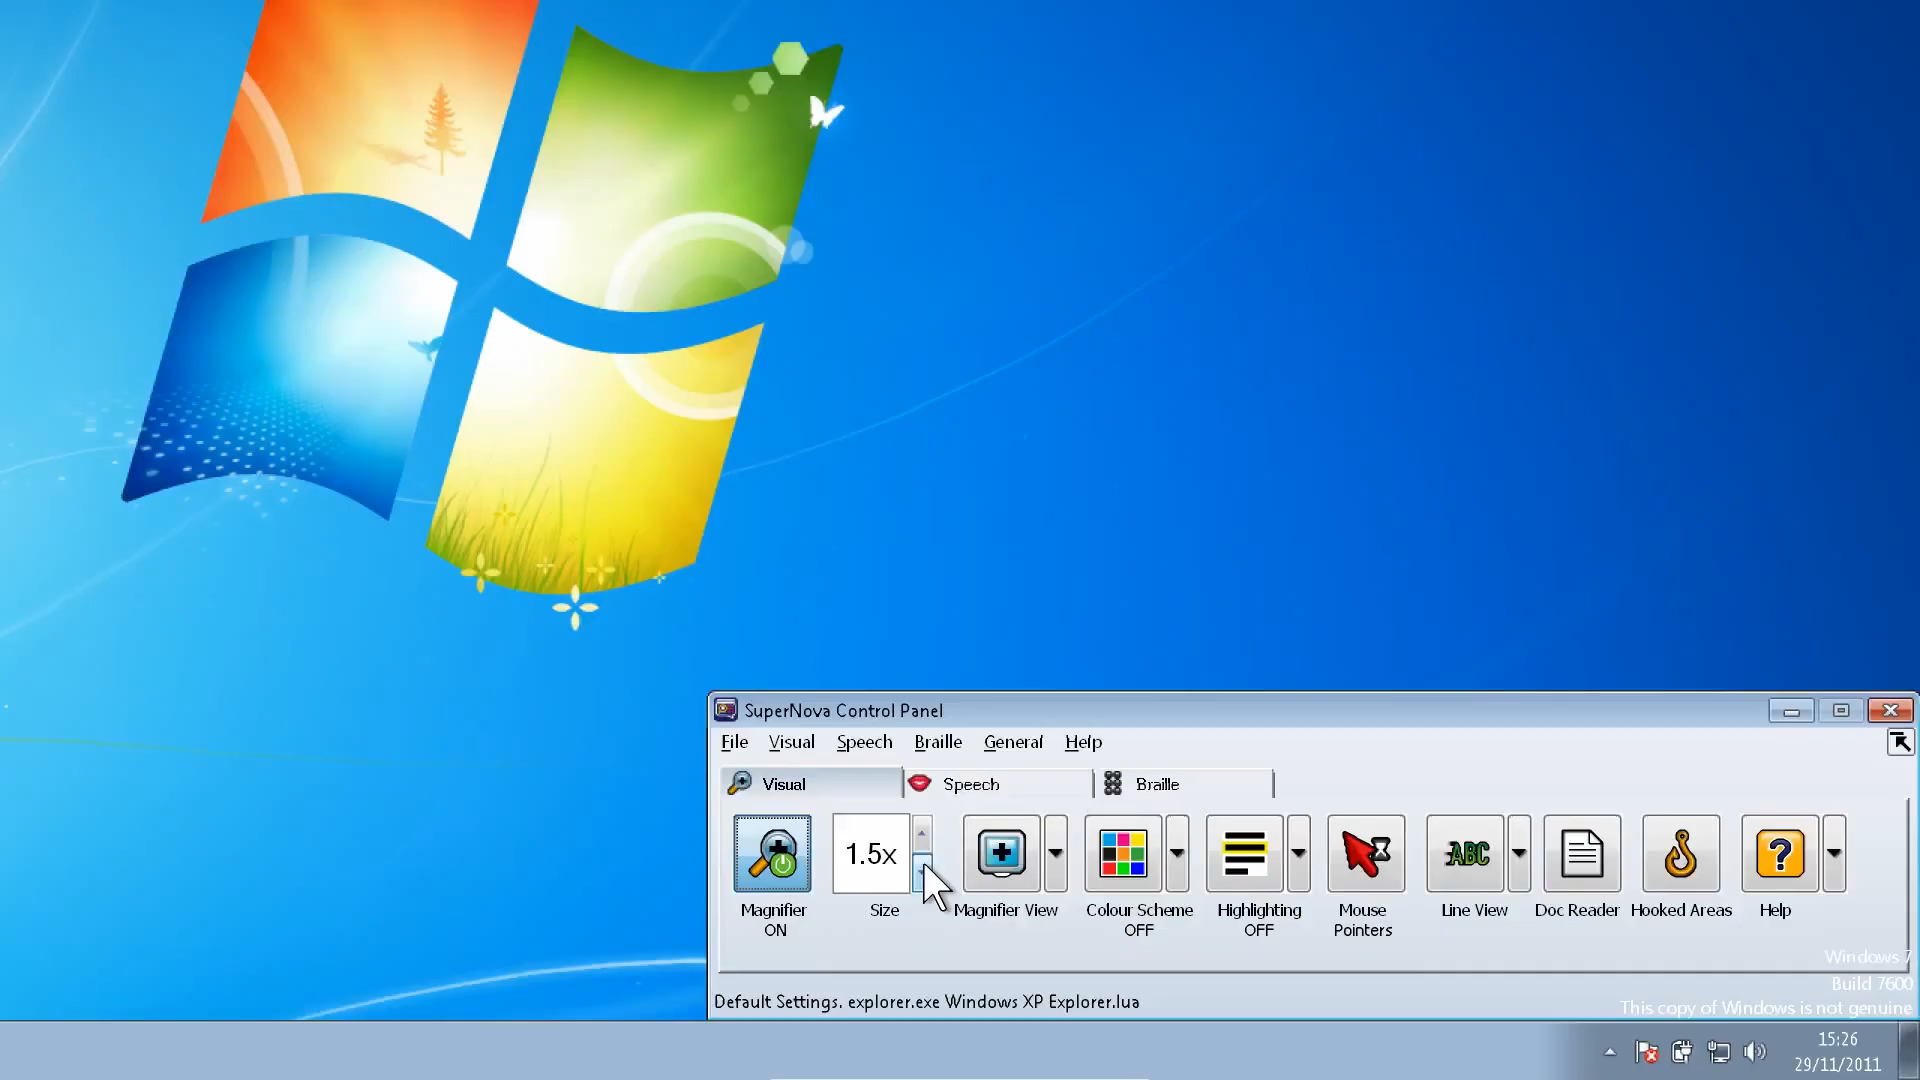 SuperNova Control Panel
File Visual Speech Braille General Help
Visual Speech Braille
1.5x
ABC
?
Magnifier ON
Size
Magnifier View
Colour Scheme OFF
Highlighting OFF
Mouse Pointers
Line View
Doc Reader
Hooked Areas
Help
Windows 7
Build 7600
This copy of Windows is not genuine
Default Settings. explorer.exe Windows XP Explorer.lua
15:26
29/11/2011